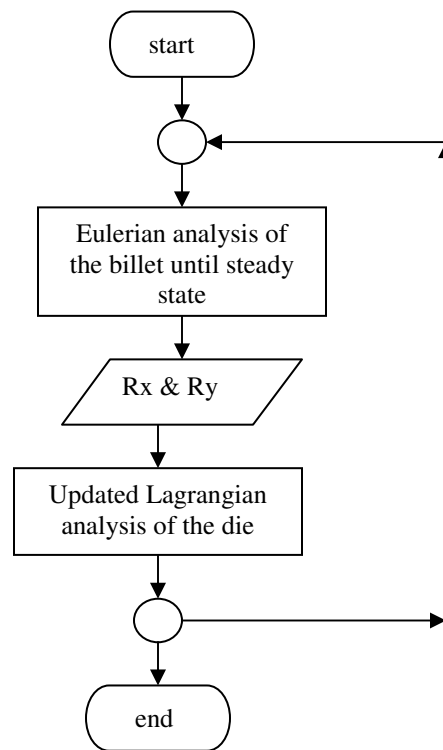 start
Eulerian analysis of
the billet until steady
state
Rx & Ry
Updated Lagrangian
analysis of the die
end